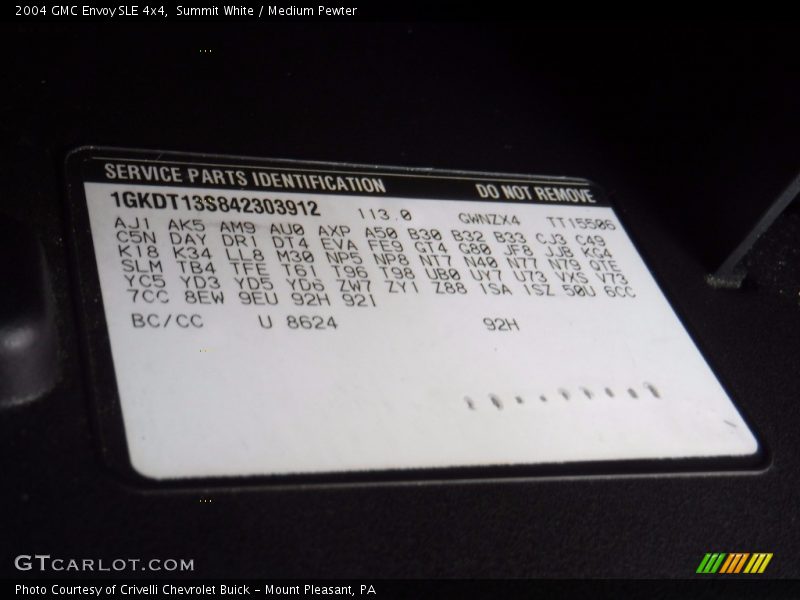 2004 GMC Envoy SLE 4x4, Summit White / Medium Pewter
SERVICE PARTS IDENTIFICATION DO NOT REMOVE
1GKDT13S842303912 113.0 GWNZX4 TT15506
AJ1 AK5 AM9 AU0 AXP A50 B30 B32 B33 CJ3 C49
C5N DAY DR1 DT4 EVA FE9 GT4 G80 JF8 JJB KG4
K18 K34 LL8 M30 NP5 NP8 NT7 N40 NT7 N79 QTE
SLM TB4 TFE T61 T96 T98 UB0 UY7 U73 VXS V73
YC5 YD3 YD5 YD6 ZW7 ZY1 Z88 1SA 1SZ 50U 6CC
7CC 8EW 9EU 92H 92I
BC/CC U 8624 92H
GTCARLOT.COM
Photo Courtesy of Crivelli Chevrolet Buick – Mount Pleasant, PA